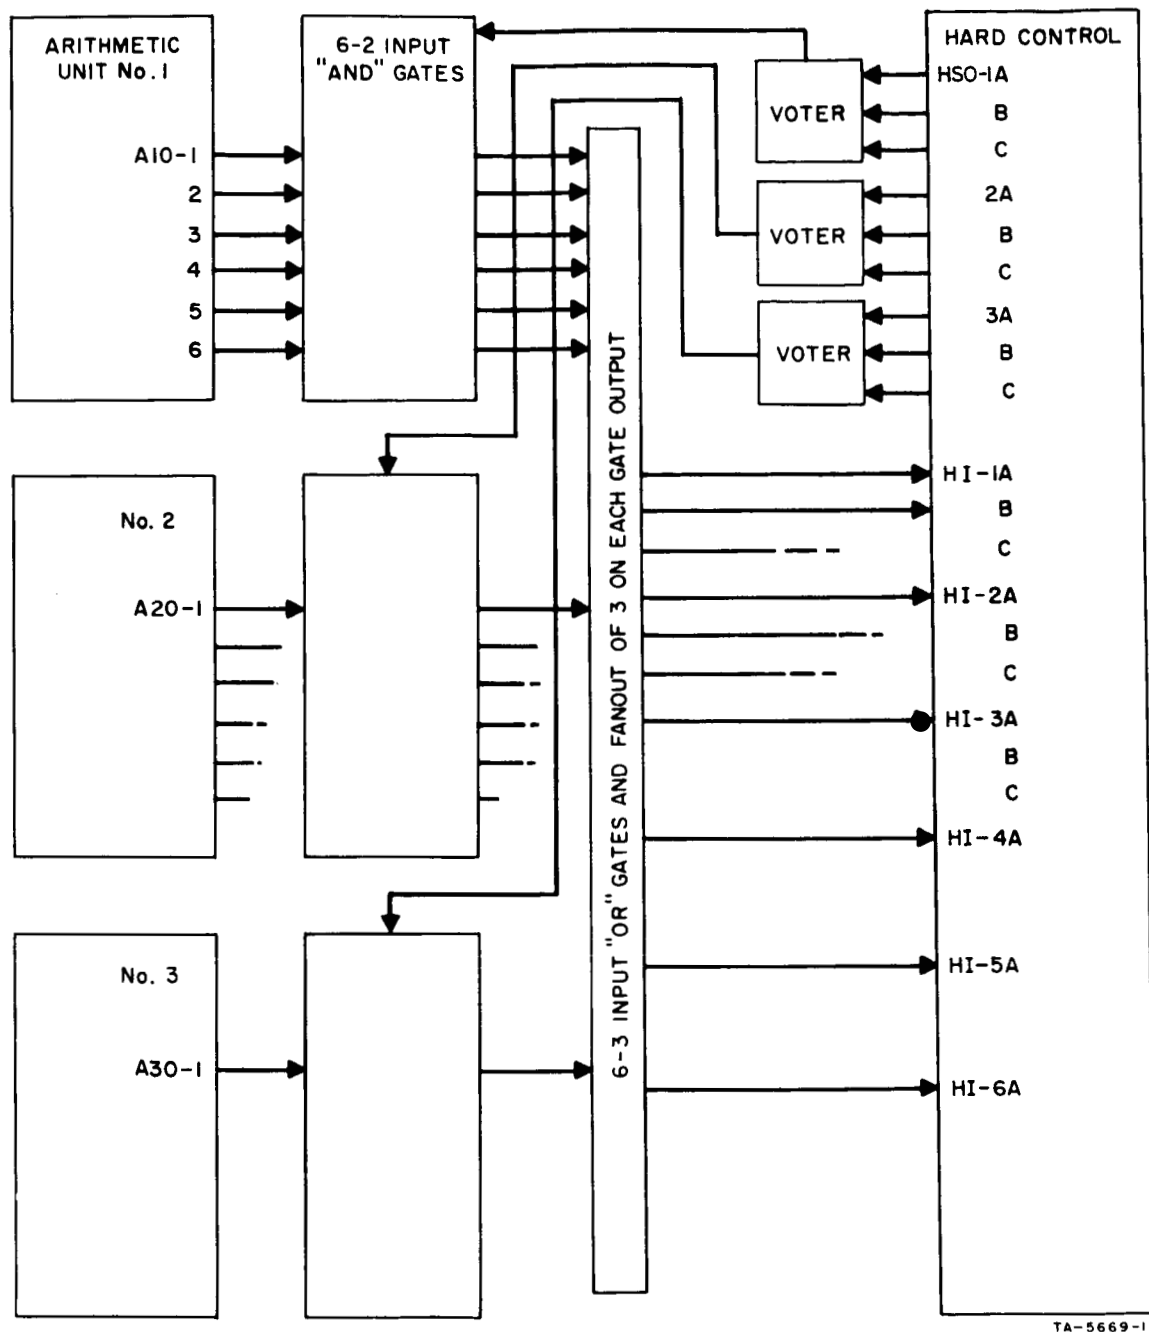 ARITHMETIC
UNIT No. 1
A10-1
2
3
4
5
6
6-2 INPUT
"AND" GATES
VOTER
VOTER
VOTER
HARD CONTROL
HSO-1A
B
C
2A
B
C
3A
B
C
HI-1A
B
C
HI-2A
B
C
HI-3A
B
C
HI-4A
HI-5A
HI-6A
No. 2
A20-1
No. 3
A30-1
6-3 INPUT "OR" GATES AND FANOUT OF 3 ON EACH GATE OUTPUT
TA-5669-1